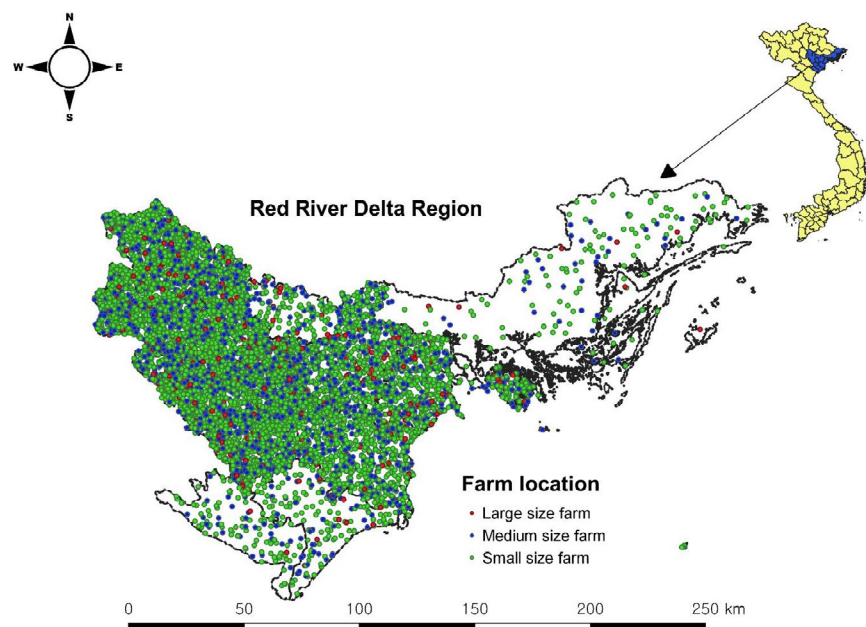 N
W E
S
Red River Delta Region
Farm location
Large size farm
Medium size farm
Small size farm
0 50 100 150 200 250 km